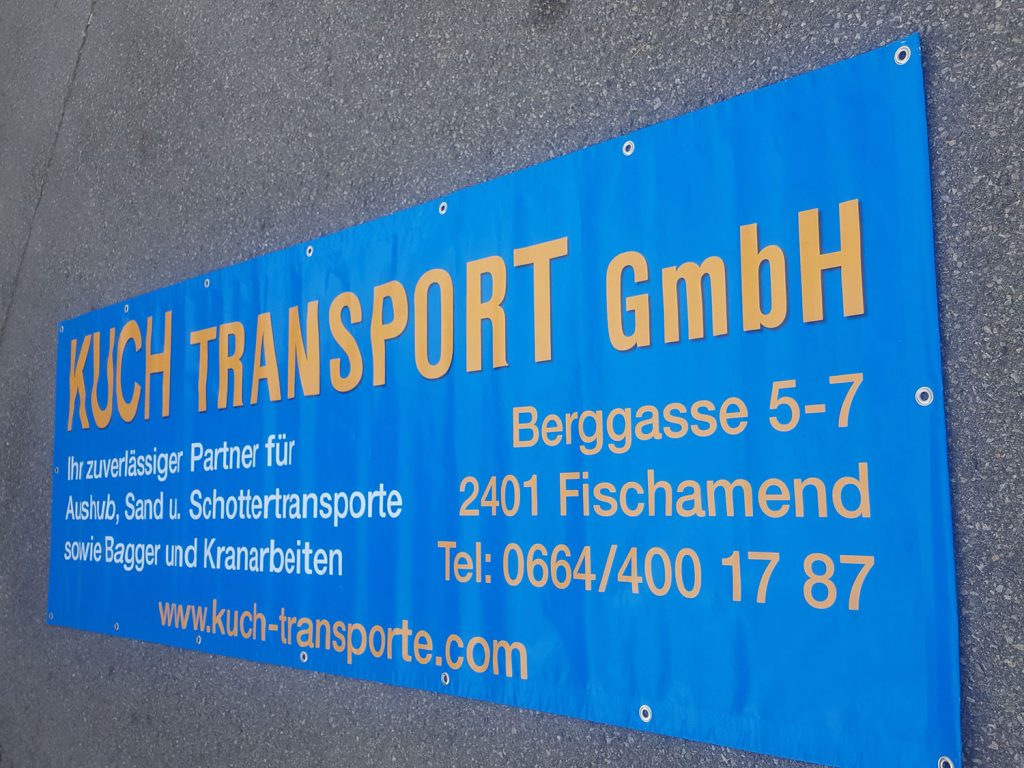 KUCH TRANSPORT GmbH
Ihr zuverlässiger Partner für
Aushub, Sand u. Schottertransporte
sowie Bagger und Kranarbeiten
Berggasse 5-7
2401 Fischamend
Tel: 0664/400 17 87
www.kuch-transporte.com